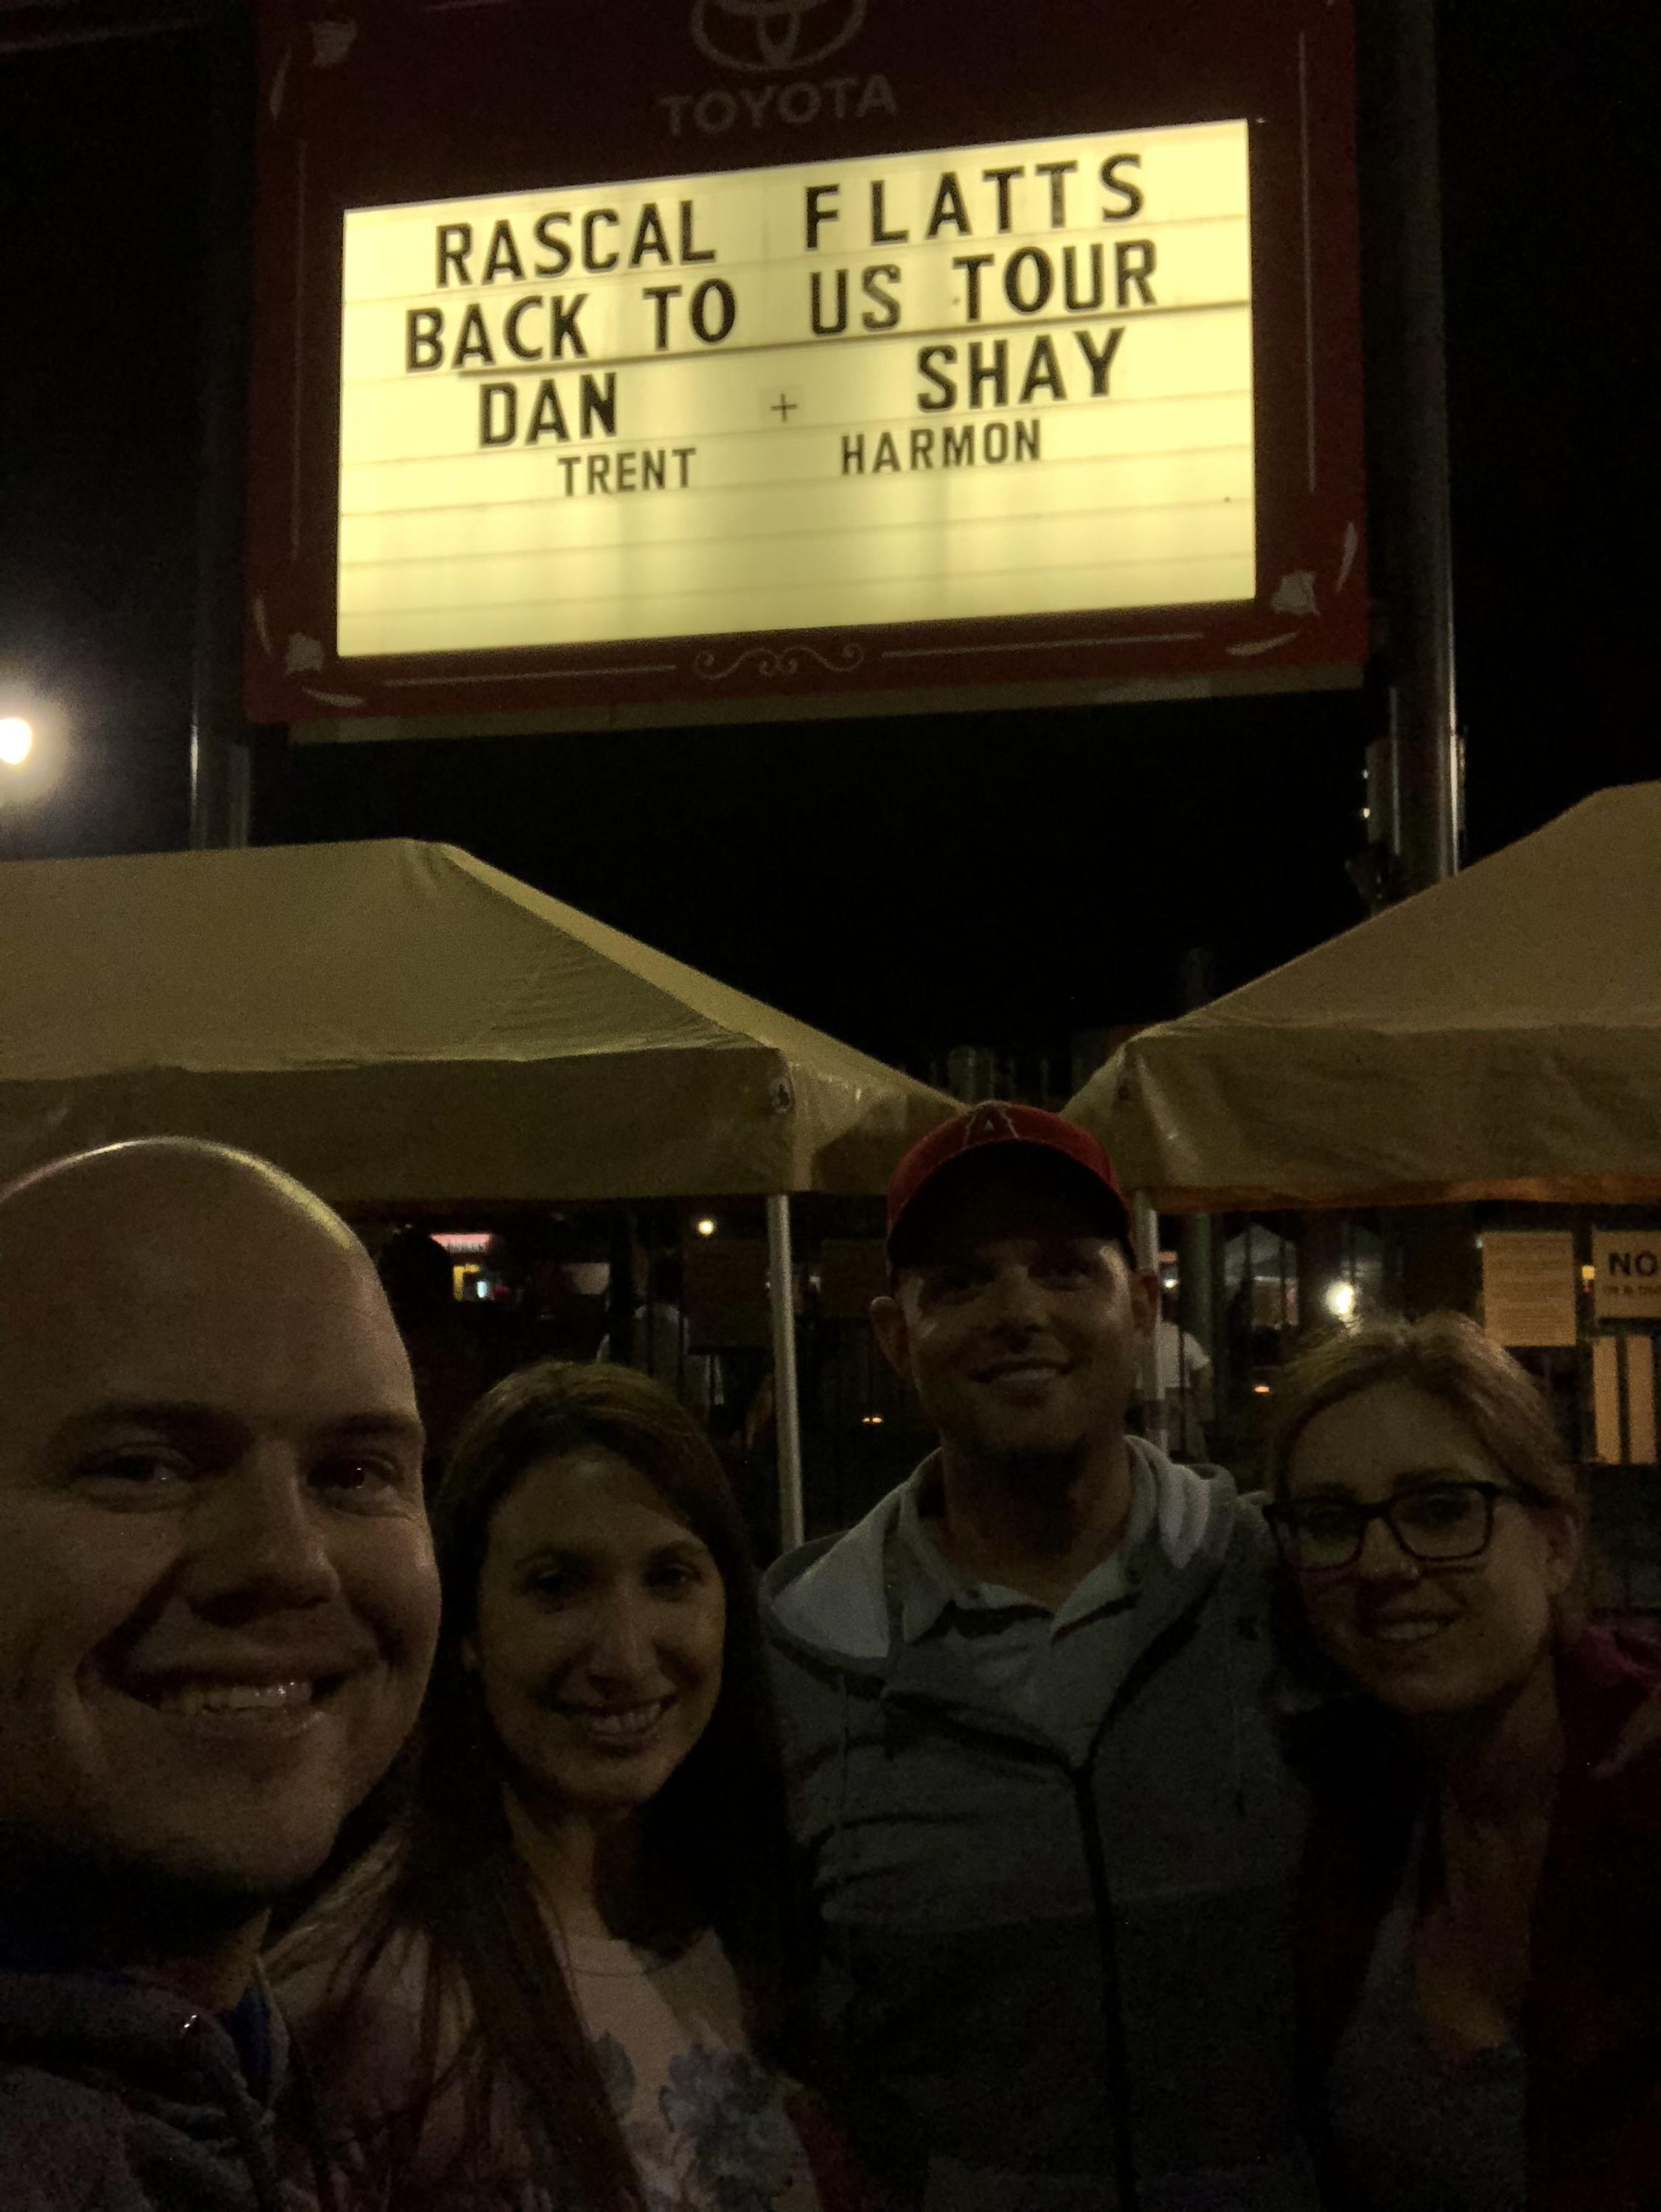 TOYOTA
RASCAL FLATTS
BACK TO US TOUR
DAN + SHAY
TRENT HARMON
A
NO